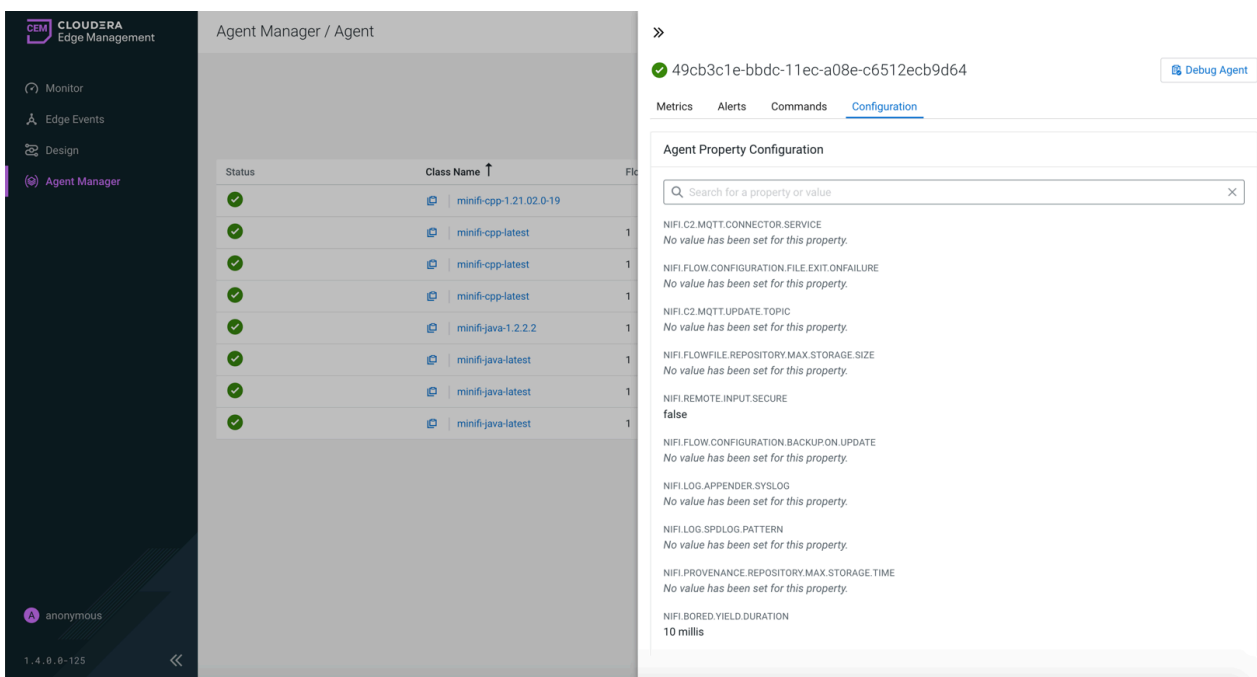 CEM
CLOUDERA
Edge Management
Monitor
Edge Events
Design
Agent Manager
A anonymous
1.4.0.0-125
Agent Manager / Agent
Status Class Name Flo
minifi-cpp-1.21.02.0-19
minifi-cpp-latest 1
minifi-cpp-latest 1
minifi-cpp-latest 1
minifi-java-1.2.2.2 1
minifi-java-latest 1
minifi-java-latest 1
minifi-java-latest 1
49cb3c1e-bbdc-11ec-a08e-c6512ecb9d64
Debug Agent
Metrics Alerts Commands Configuration
Agent Property Configuration
Search for a property or value
NIFI.C2.MQTT.CONNECTOR.SERVICE
No value has been set for this property.
NIFI.FLOW.CONFIGURATION.FILE.EXIT.ONFAILURE
No value has been set for this property.
NIFI.C2.MQTT.UPDATE.TOPIC
No value has been set for this property.
NIFI.FLOWFILE.REPOSITORY.MAX.STORAGE.SIZE
No value has been set for this property.
NIFI.REMOTE.INPUT.SECURE
false
NIFI.FLOW.CONFIGURATION.BACKUP.ON.UPDATE
No value has been set for this property.
NIFI.LOG.APPENDER.SYSLOG
No value has been set for this property.
NIFI.LOG.SPDLOG.PATTERN
No value has been set for this property.
NIFI.PROVENANCE.REPOSITORY.MAX.STORAGE.TIME
No value has been set for this property.
NIFI.BORED.YIELD.DURATION
10 millis